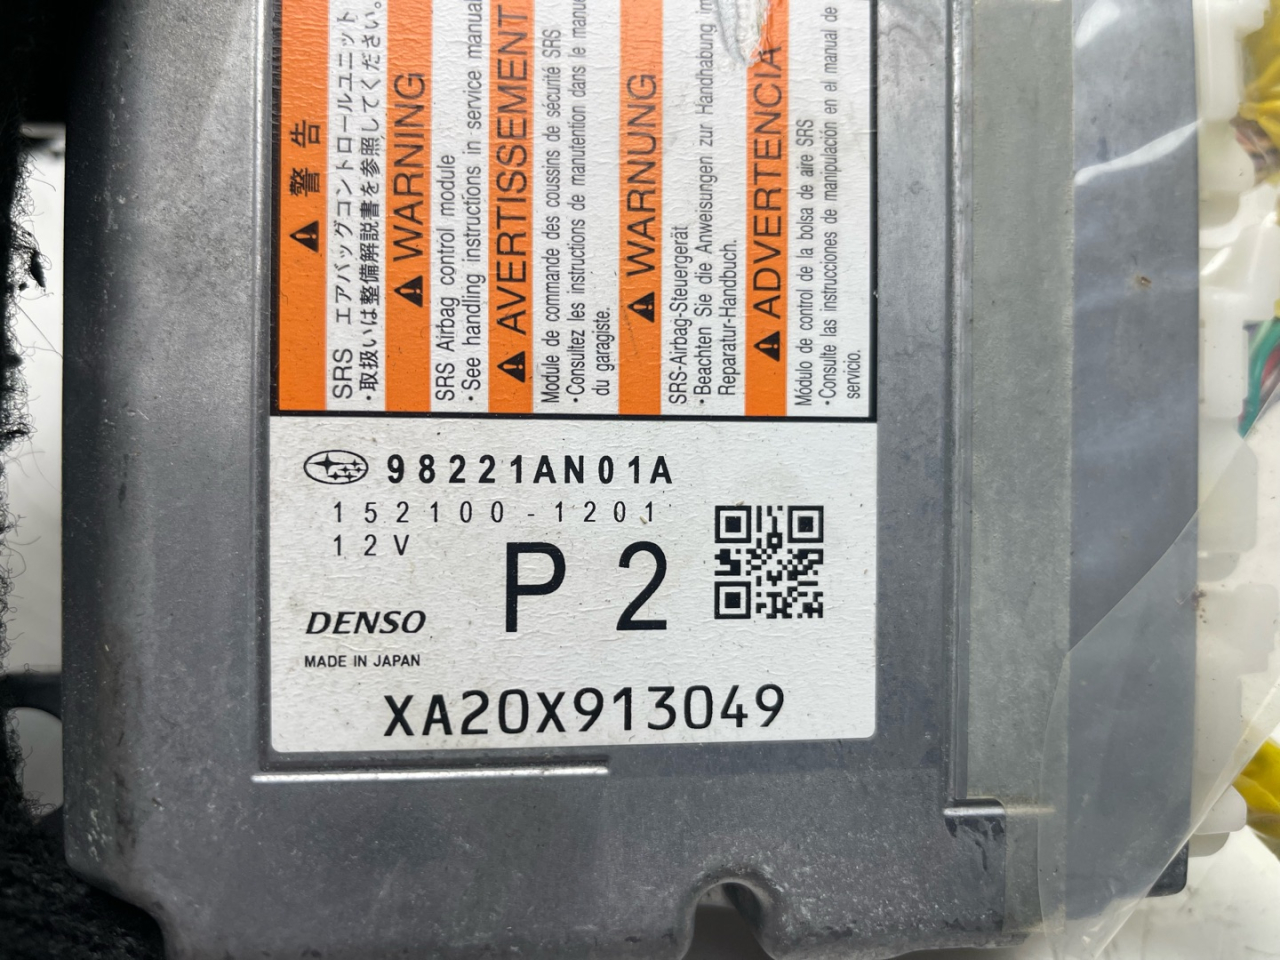 ⚠ 警告
SRS エアバッグコントロールユニット
・取扱いは整備解説書を参照してください。
⚠ WARNING
SRS Airbag control module
・See handling instructions in service manual
⚠ AVERTISSEMENT
Module de commande des coussins de sécurité SRS
・Consultez les instructions de manutention dans le
du garagiste.
⚠ WARNUNG
SRS-Airbag-Steuergerät
・Beachten Sie die Anweisungen zur Handhabung
Reparatur-Handbuch.
⚠ ADVERTENCIA
Módulo de control de la bolsa de aire SRS
・Consulte las instrucciones de manipulación en el manual de
servicio.
98221AN01A
152100-1201
12V
P2
DENSO
MADE IN JAPAN
XA20X913049